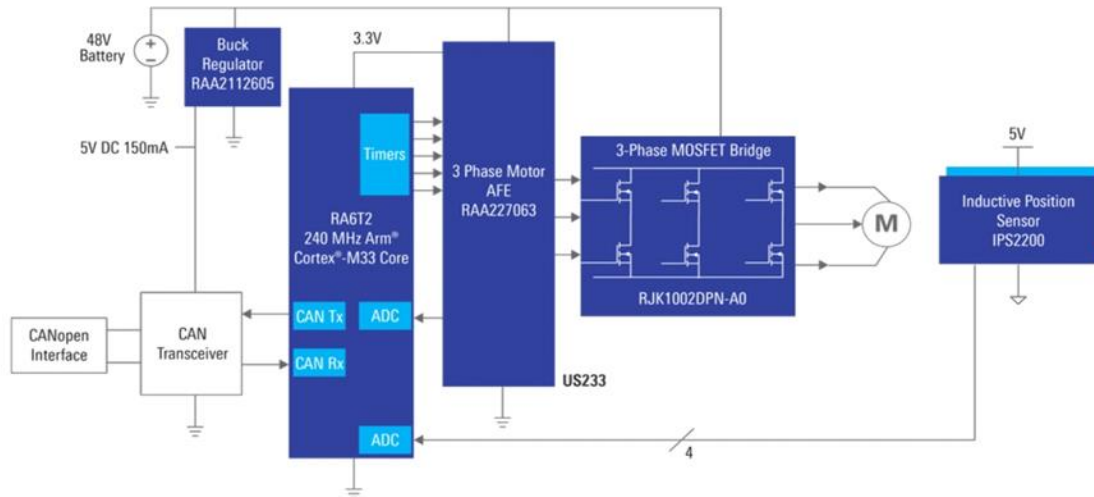 48V
Battery
Buck
Regulator
RAA2112605
5V DC 150mA
3.3V
Timers
RA6T2
240 MHz Arm®
Cortex®-M33 Core
CAN Tx
ADC
CAN Rx
ADC
CANopen
Interface
CAN
Transceiver
3 Phase Motor
AFE
RAA227063
US233
3-Phase MOSFET Bridge
RJK1002DPN-A0
M
5V
Inductive Position
Sensor
IPS2200
4